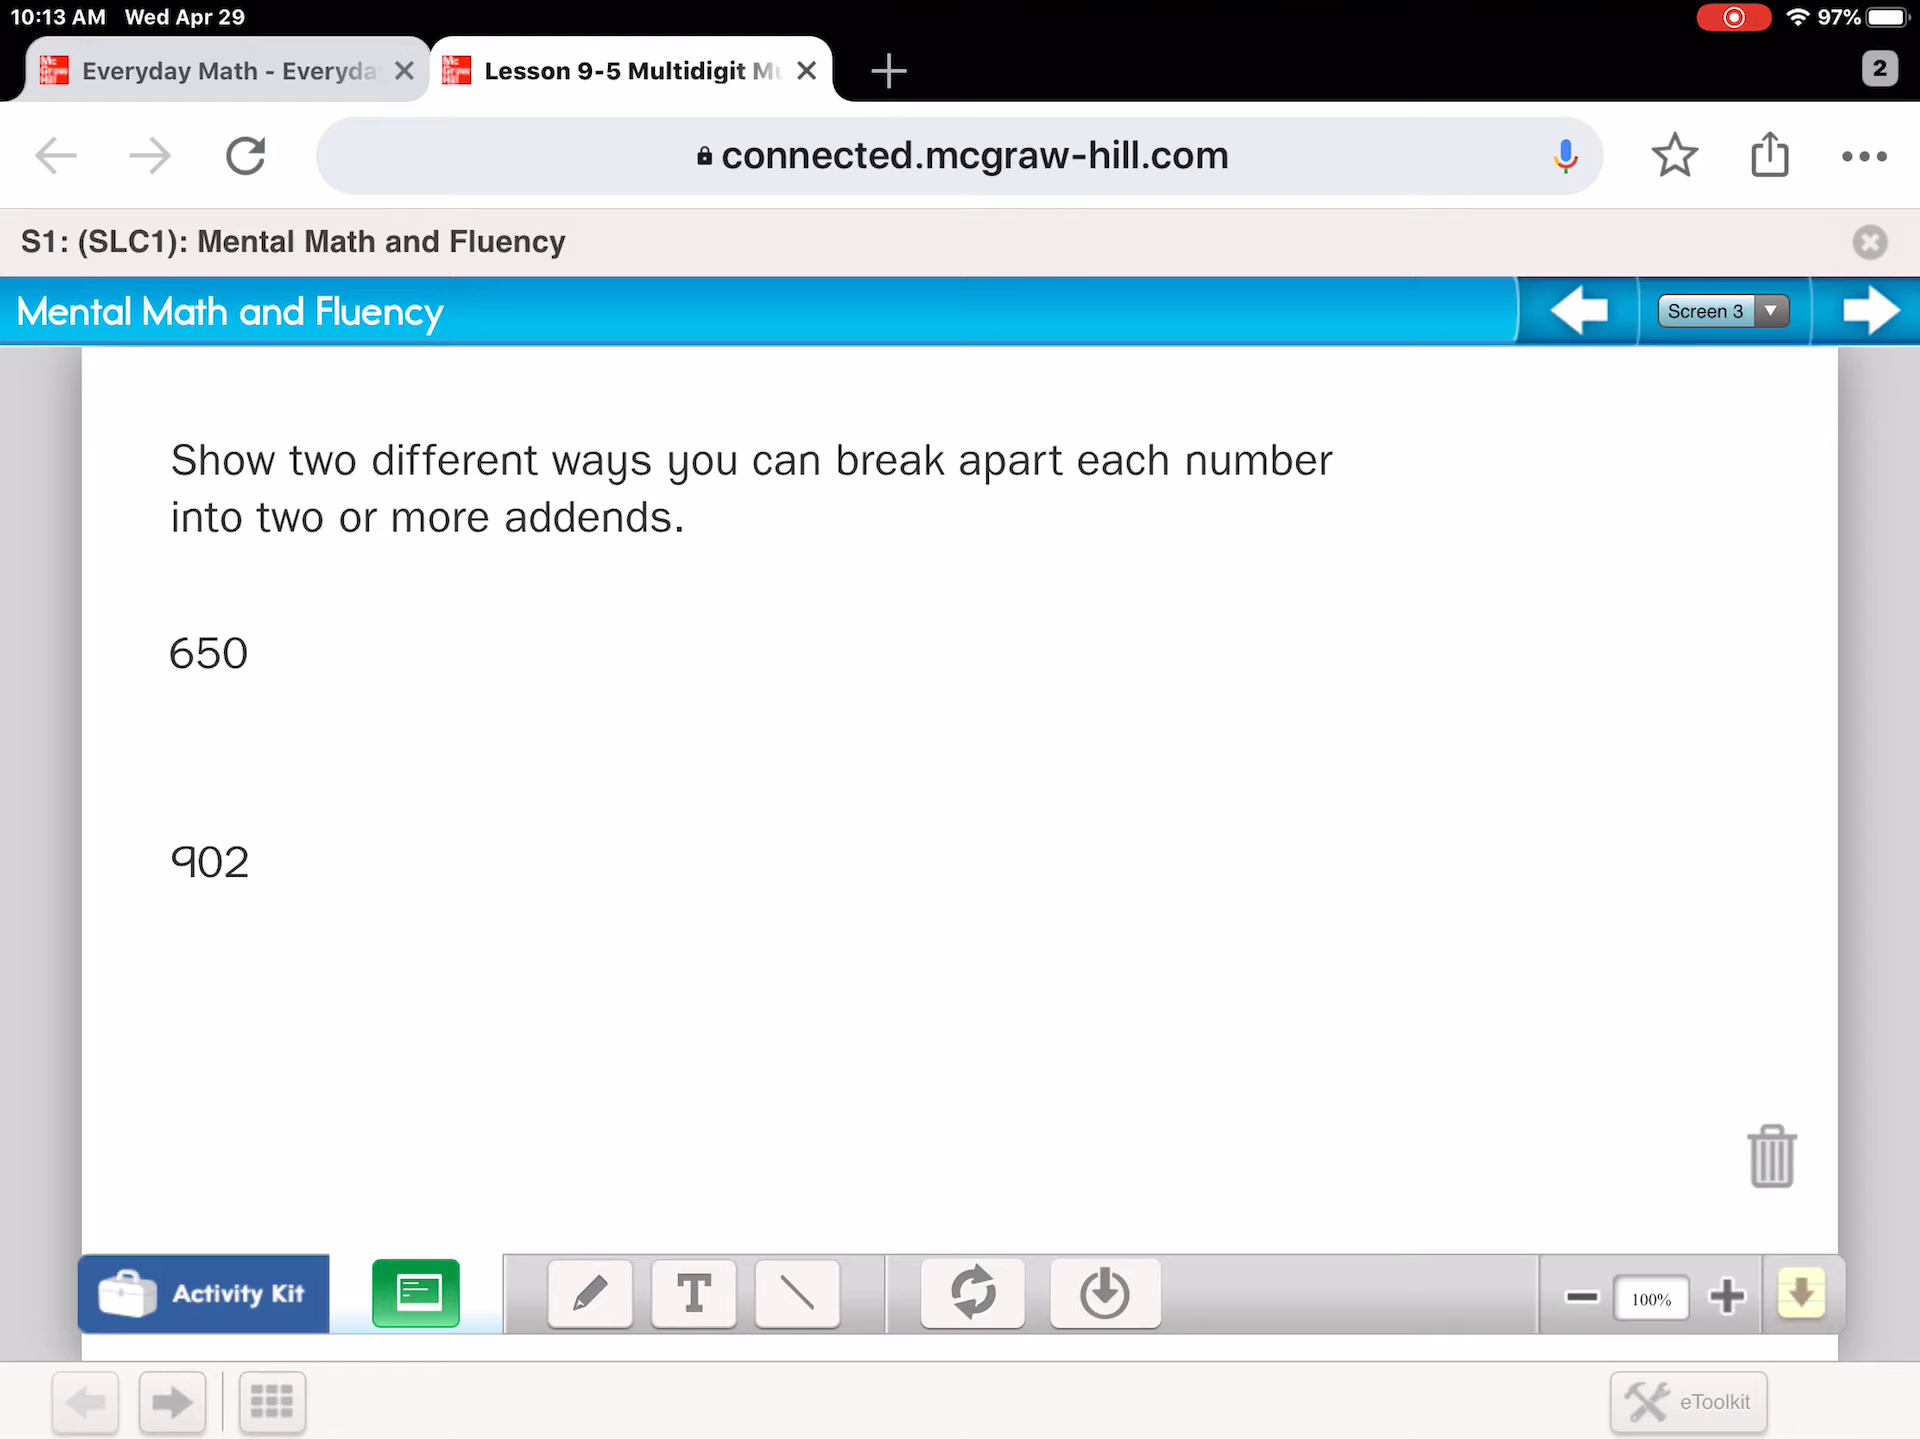 10:13 AM Wed Apr 29
97%
Everyday Math - Everyda
Lesson 9-5 Multidigit Mu
2
connected.mcgraw-hill.com
S1: (SLC1): Mental Math and Fluency
Mental Math and Fluency
Screen 3
Show two different ways you can break apart each number
into two or more addends.
650
902
Activity Kit
T
100%
eToolkit